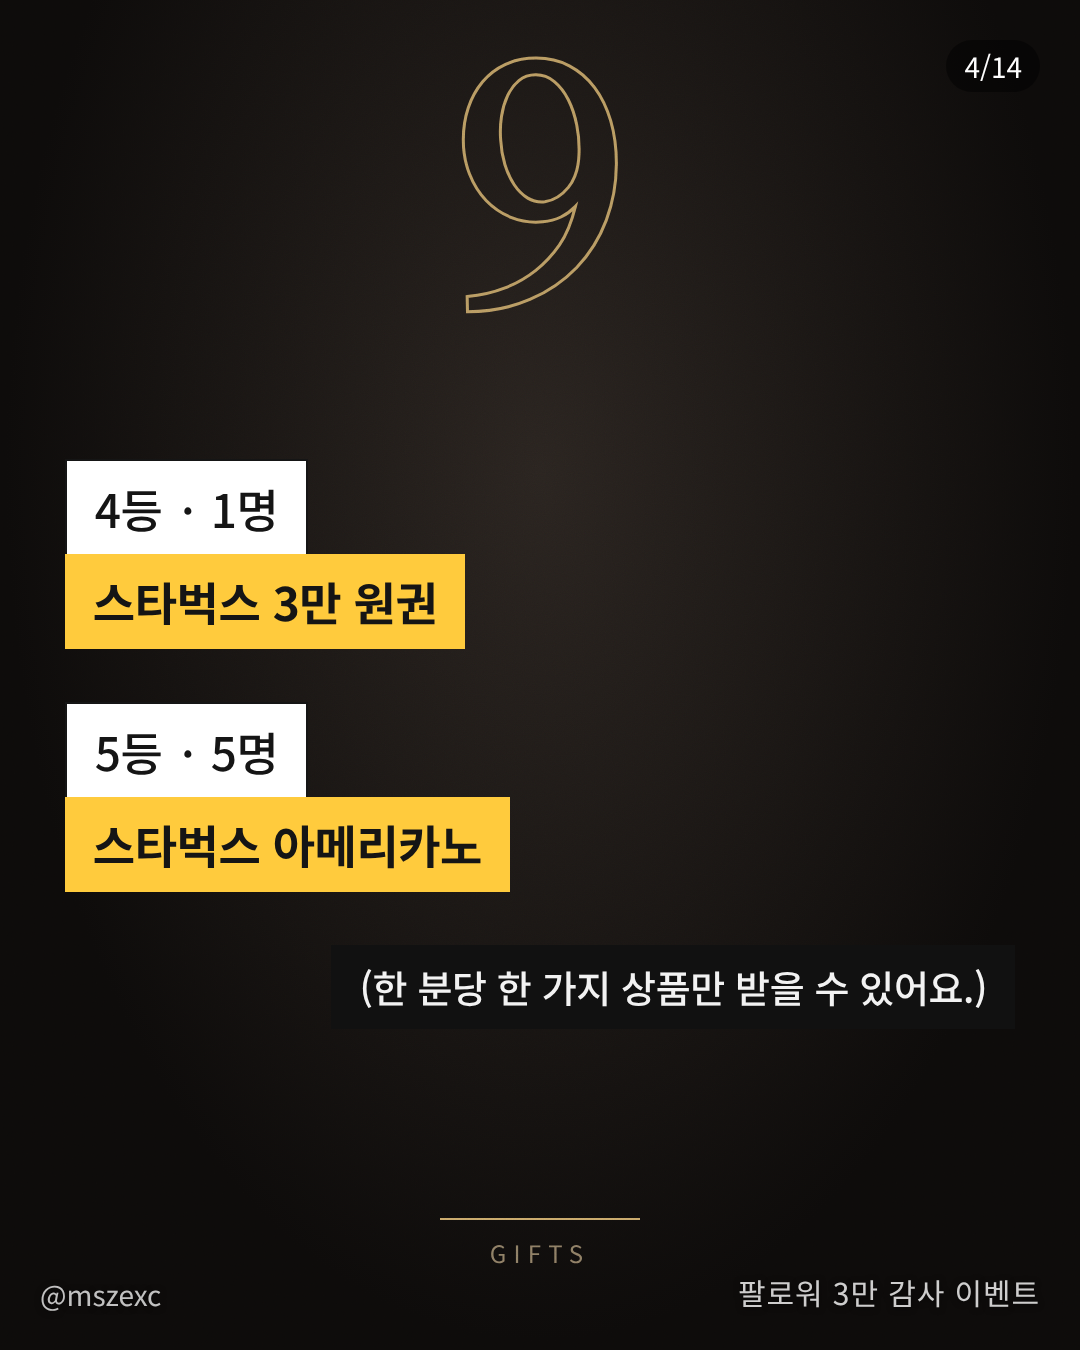 9
4/14
4등 · 1명
스타벅스 3만 원권
5등 · 5명
스타벅스 아메리카노
(한 분당 한 가지 상품만 받을 수 있어요.)
GIFTS
@mszexc
팔로워 3만 감사 이벤트